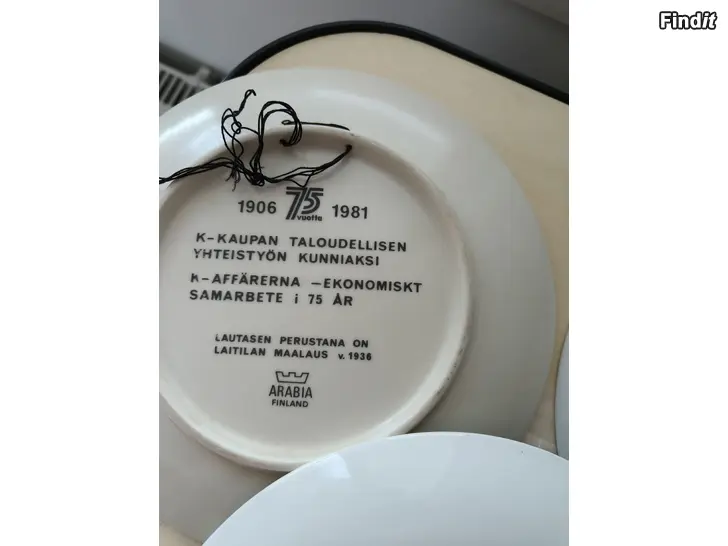 Findit
1906 75 vuotta 1981
K-KAUPAN TALOUDELLISEN
YHTEISTYÖN KUNNIAKSI
K-AFFÄRERNA -EKONOMISKT
SAMARBETE i 75 ÅR
LAUTASEN PERUSTANA ON
LAITILAN MAALAUS v. 1936
ARABIA
FINLAND